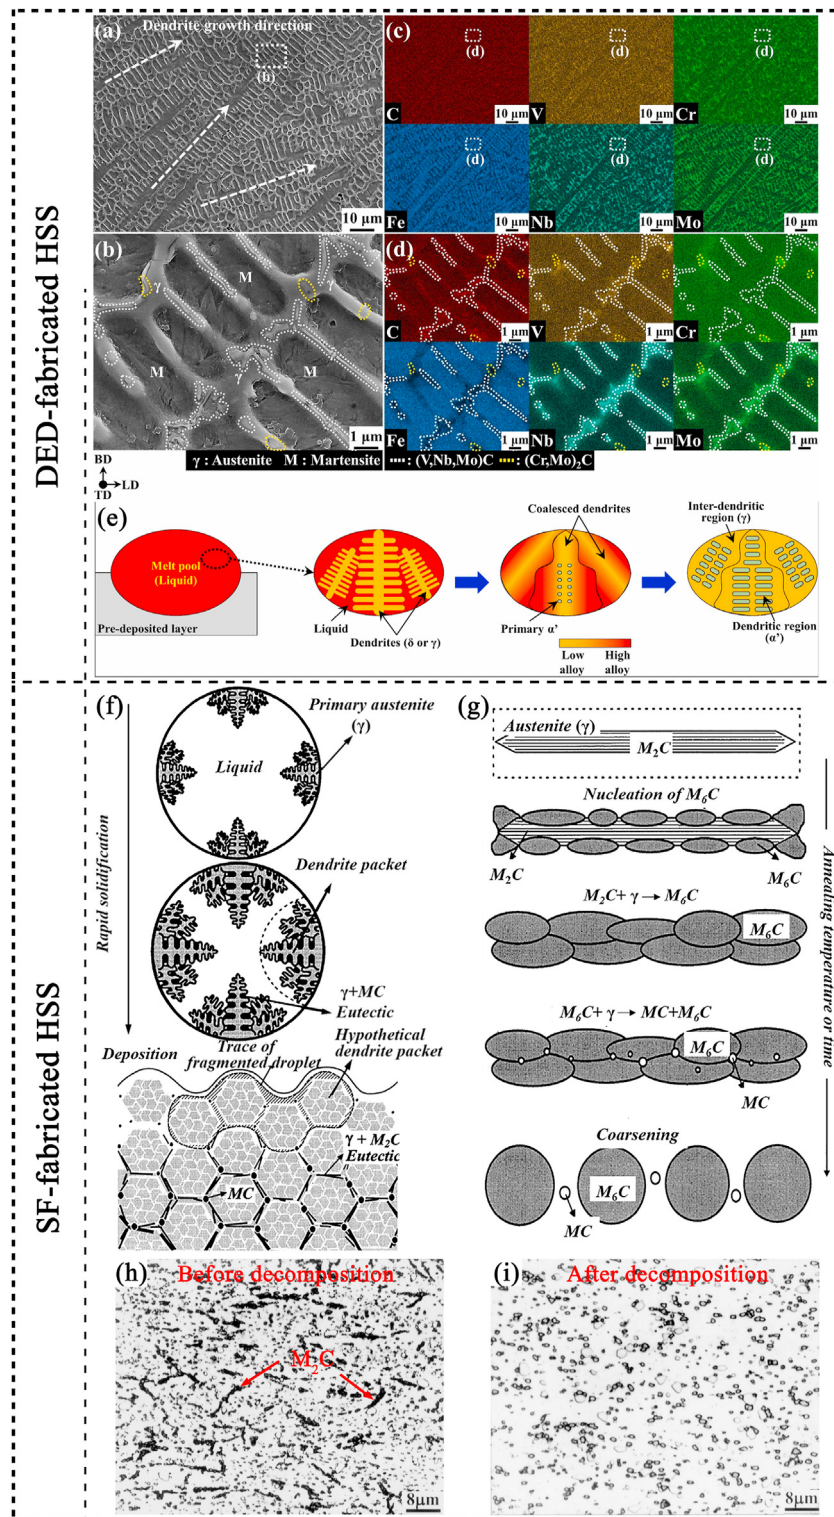 DED-fabricated HSS
(a)
Dendrite growth direction
(b)
10 μm
(c)
(d)
(d)
(d)
C
10 μm
V
10 μm
Cr
10 μm
(d)
(d)
(d)
Fe
10 μm
Nb
10 μm
Mo
10 μm
(b)
M
γ
γ
M
M
γ
1 μm
(d)
C
1 μm
V
1 μm
Cr
1 μm
Fe
1 μm
Nb
1 μm
Mo
1 μm
γ : Austenite M : Martensite : (V,Nb,Mo)C : (Cr,Mo)₂C
BD
LD
TD
(e)
Melt pool
(Liquid)
Pre-deposited layer
Liquid
Dendrites (δ or γ)
Coalesced dendrites
Primary α’
Low
alloy
High
alloy
Inter-dendritic
region (γ)
Dendritic region
(α’)
SF-fabricated HSS
(f)
Rapid solidification
Primary austenite
(γ)
Liquid
Dendrite packet
γ+MC
Eutectic
Deposition
Trace of
fragmented droplet
Hypothetical
dendrite packet
γ + M₂C
Eutectic
MC
(g)
Austenite (γ)
M₂C
Nucleation of M₆C
M₂C
M₆C
M₂C+ γ → M₆C
M₆C
M₆C+ γ → MC+M₆C
M₆C
MC
Coarsening
M₆C
MC
Annealing temperature or time
(h)
Before decomposition
M₂C
8μm
(i)
After decomposition
8μm